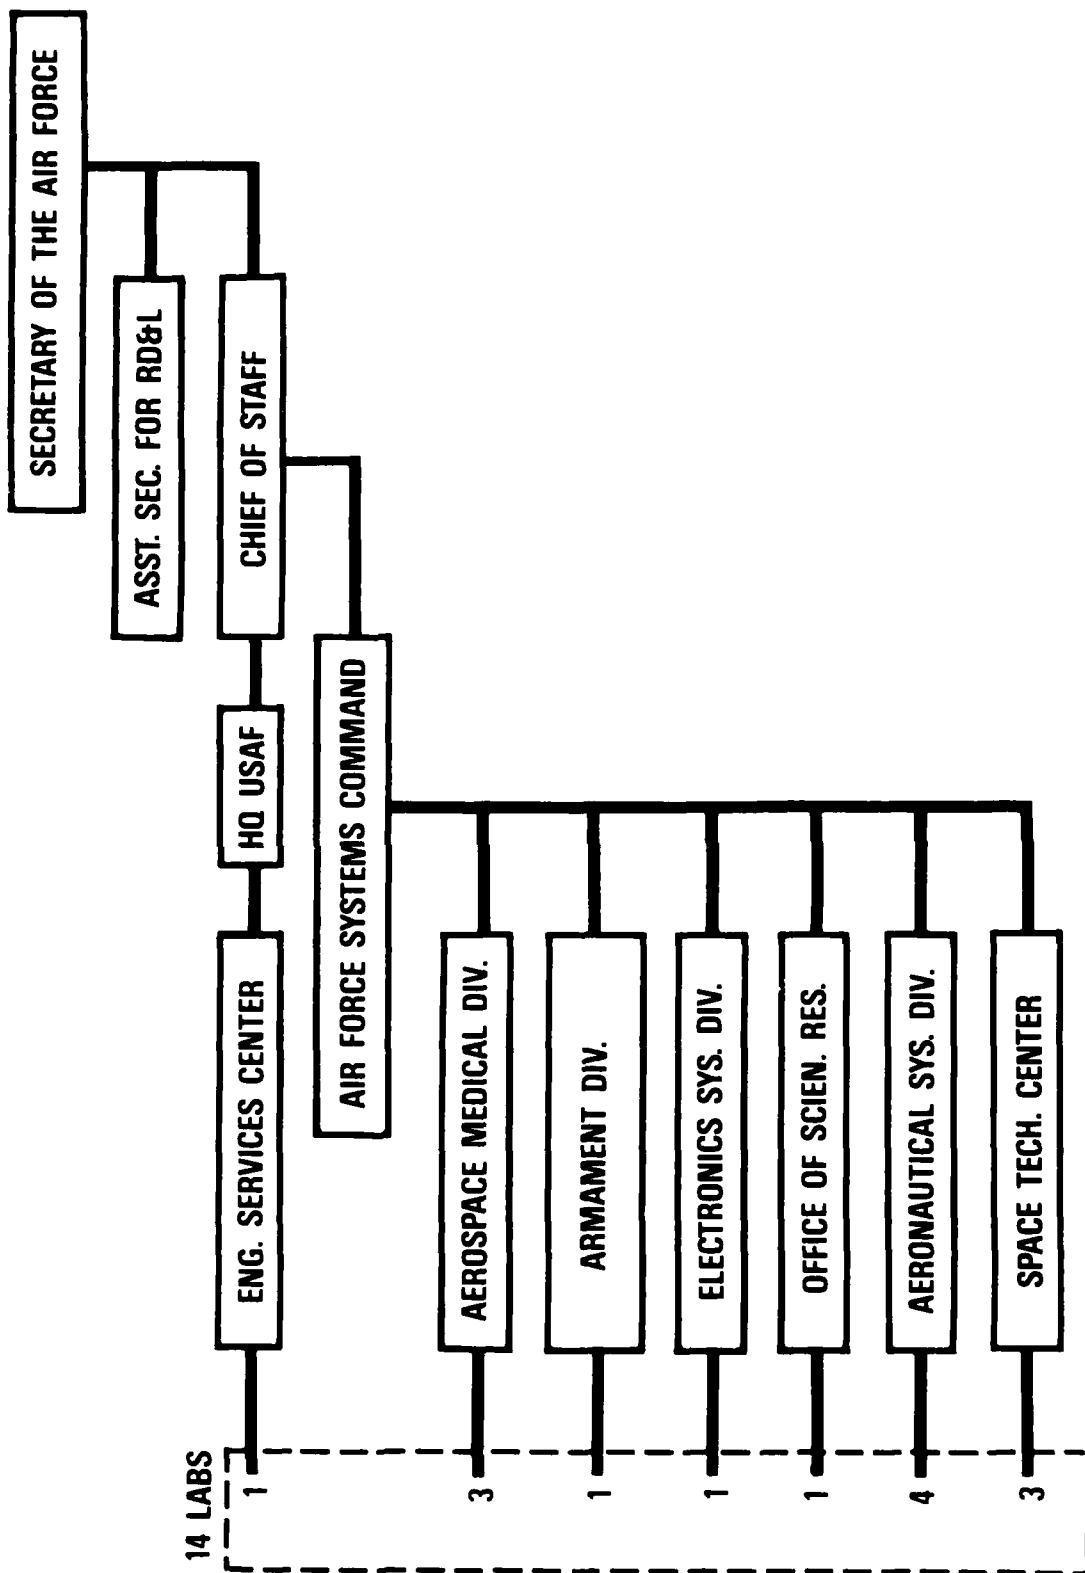 SECRETARY OF THE AIR FORCE
ASST. SEC. FOR RD&L
CHIEF OF STAFF
HQ USAF
ENG. SERVICES CENTER
AIR FORCE SYSTEMS COMMAND
AEROSPACE MEDICAL DIV.
ARMAMENT DIV.
ELECTRONICS SYS. DIV.
OFFICE OF SCIEN. RES.
AERONAUTICAL SYS. DIV.
SPACE TECH. CENTER
14 LABS
1
3
1
1
1
4
3